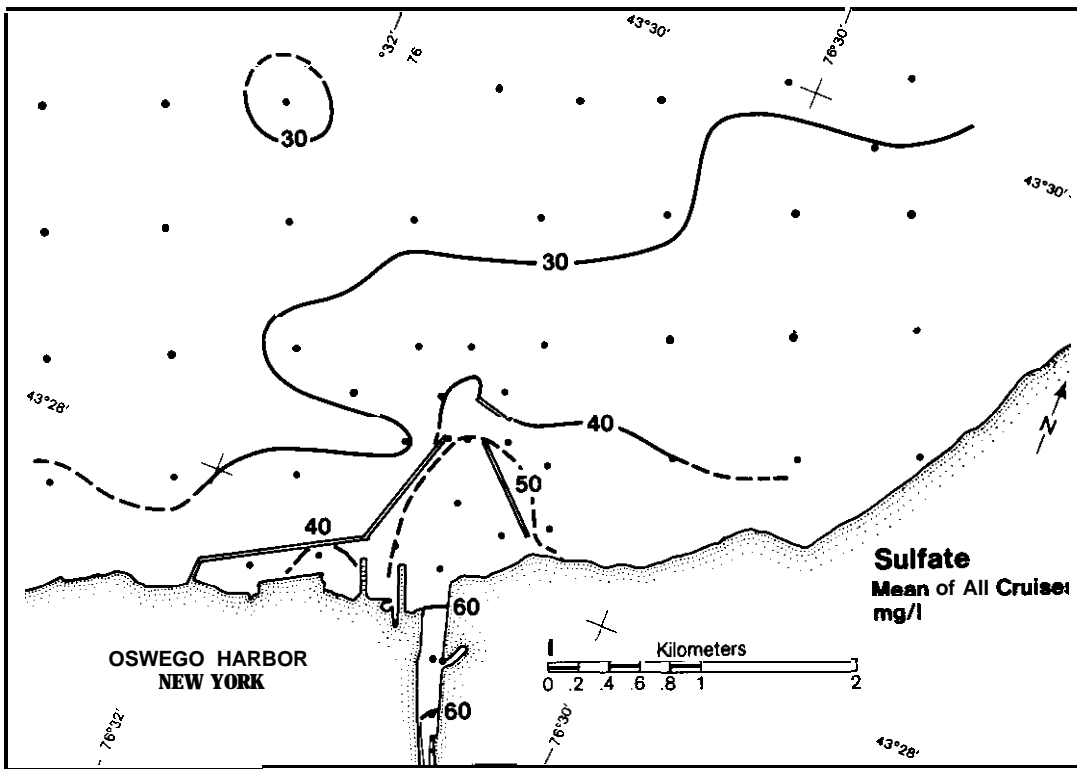 °32'
76
43°30'
76°30'
30
43°30'
30
43°28'
40
50
40
Sulfate
Mean of All Cruises
mg/l
60
Kilometers
0 .2 .4 .6 .8 1 2
OSWEGO HARBOR
NEW YORK
60
76°32'
76°30'
43°28'
N